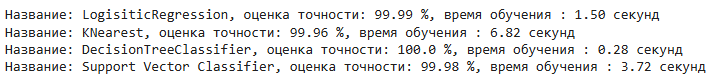 Название: LogisiticRegression, оценка точности: 99.99 %, время обучения : 1.50 секунд
Название: KNearest, оценка точности: 99.96 %, время обучения : 6.82 секунд
Название: DecisionTreeClassifier, оценка точности: 100.0 %, время обучения : 0.28 секунд
Название: Support Vector Classifier, оценка точности: 99.98 %, время обучения : 3.72 секунд